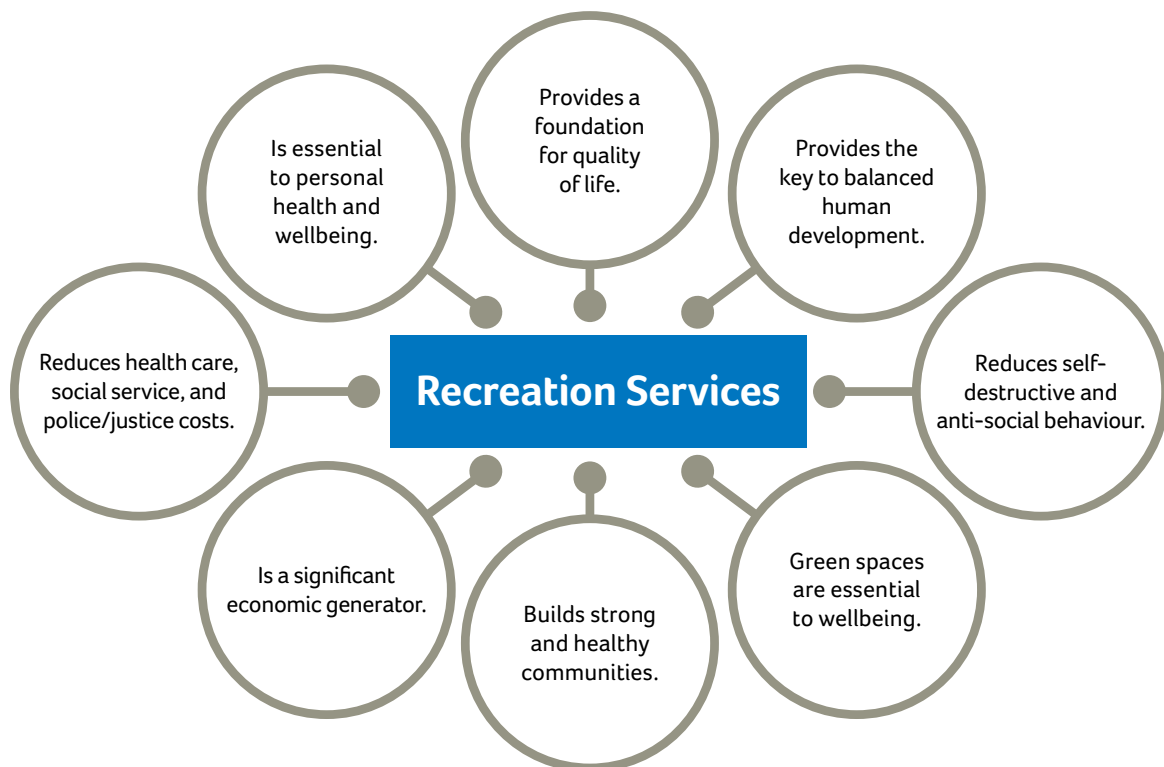 Provides a
foundation
for quality
of life.
Is essential
to personal
health and
wellbeing.
Provides the
key to balanced
human
development.
Reduces health care,
social service, and
police/justice costs.
Recreation Services
Reduces self-
destructive and
anti-social behaviour.
Is a significant
economic generator.
Builds strong
and healthy
communities.
Green spaces
are essential
to wellbeing.